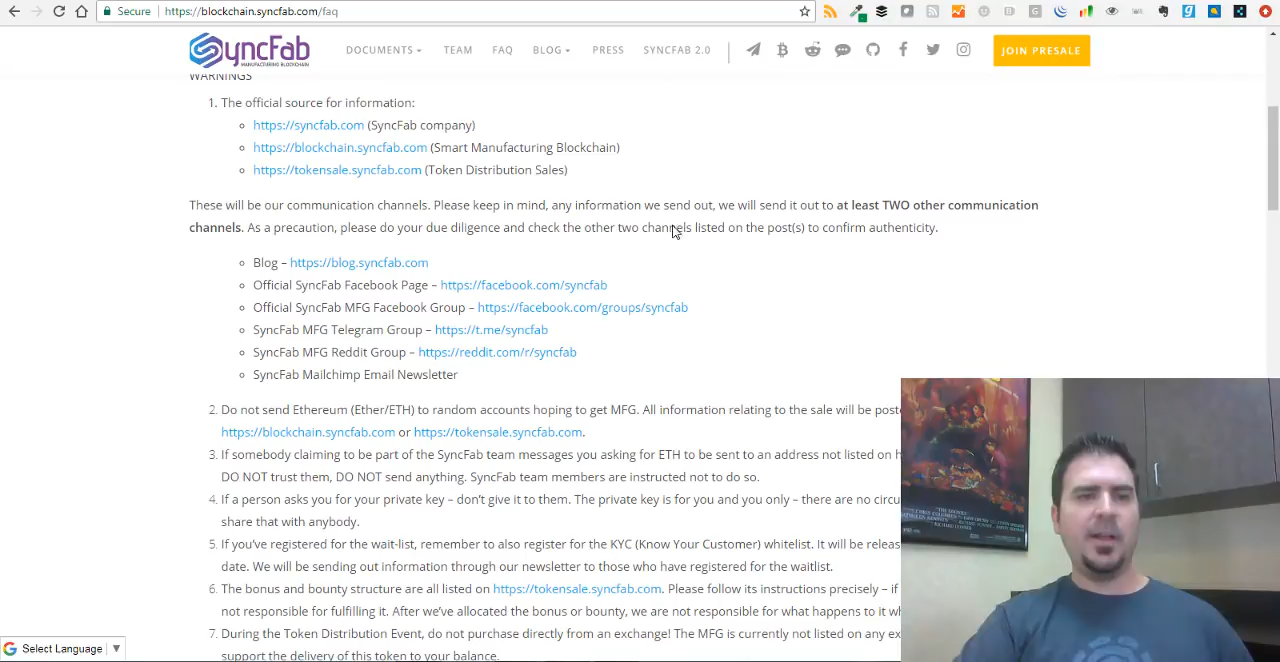 Secure
https://blockchain.syncfab.com/faq
SyncFab
MANUFACTURING BLOCKCHAIN
DOCUMENTS TEAM FAQ BLOG PRESS SYNCFAB 2.0
JOIN PRESALE
WARNINGS
1. The official source for information:
https://syncfab.com (SyncFab company)
https://blockchain.syncfab.com (Smart Manufacturing Blockchain)
https://tokensale.syncfab.com (Token Distribution Sales)
These will be our communication channels. Please keep in mind, any information we send out, we will send it out to at least TWO other communication
channels. As a precaution, please do your due diligence and check the other two channels listed on the post(s) to confirm authenticity.
Blog – https://blog.syncfab.com
Official SyncFab Facebook Page – https://facebook.com/syncfab
Official SyncFab MFG Facebook Group – https://facebook.com/groups/syncfab
SyncFab MFG Telegram Group – https://t.me/syncfab
SyncFab MFG Reddit Group – https://reddit.com/r/syncfab
SyncFab Mailchimp Email Newsletter
2. Do not send Ethereum (Ether/ETH) to random accounts hoping to get MFG. All information relating to the sale will be poste
https://blockchain.syncfab.com or https://tokensale.syncfab.com.
3. If somebody claiming to be part of the SyncFab team messages you asking for ETH to be sent to an address not listed on h
DO NOT trust them, DO NOT send anything. SyncFab team members are instructed not to do so.
4. If a person asks you for your private key – don't give it to them. The private key is for you and you only – there are no circu
share that with anybody.
5. If you've registered for the wait-list, remember to also register for the KYC (Know Your Customer) whitelist. It will be releas
date. We will be sending out information through our newsletter to those who have registered for the waitlist.
6. The bonus and bounty structure are all listed on https://tokensale.syncfab.com. Please follow its instructions precisely – if
not responsible for fulfilling it. After we've allocated the bonus or bounty, we are not responsible for what happens to it w
7. During the Token Distribution Event, do not purchase directly from an exchange! The MFG is currently not listed on any ex
support the delivery of this token to your balance.
G Select Language